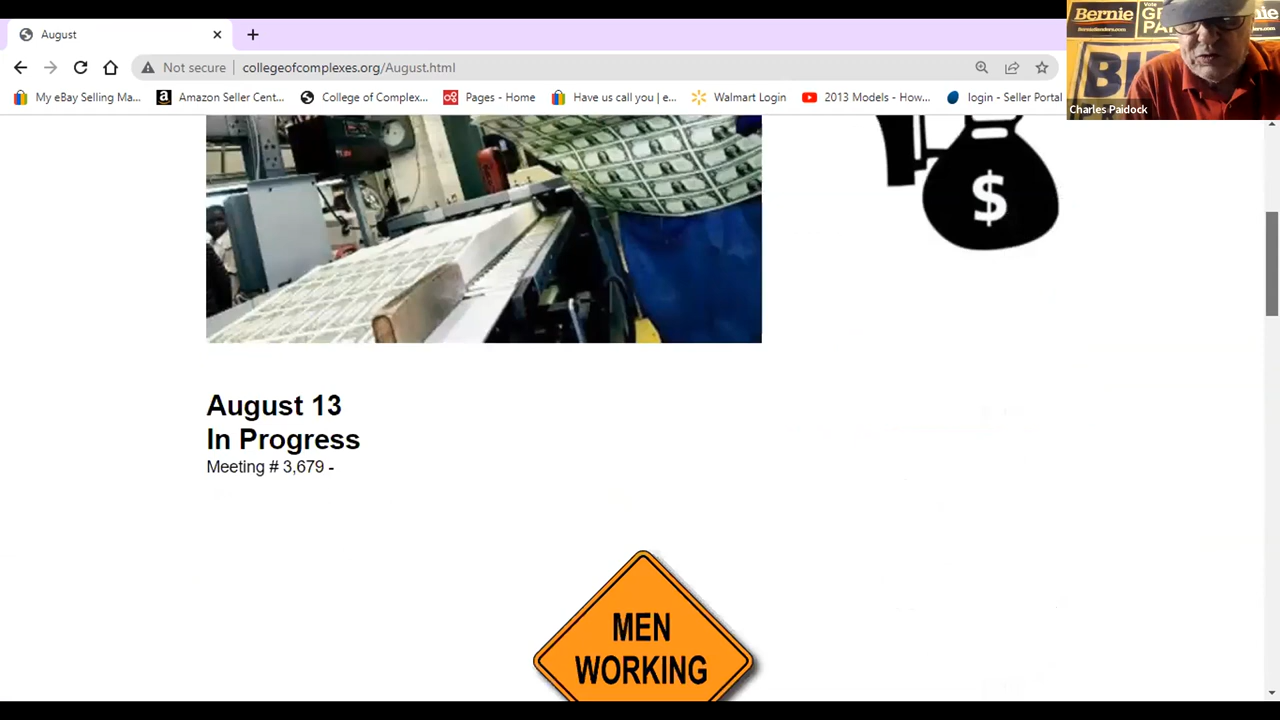 August
Not secure
collegeofcomplexes.org/August.html
My eBay Selling Ma...
Amazon Seller Cent...
College of Complex...
Pages - Home
Have us call you | e...
Walmart Login
2013 Models - How...
login - Seller Portal
Bernie
Vote
Charles Paidock
$
August 13
In Progress
Meeting # 3,679 -
MEN
WORKING